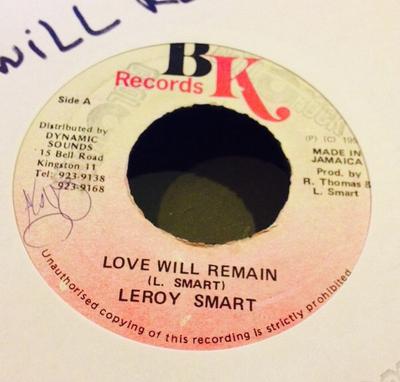 WILL
BK
Records
Side A
Distributed by
DYNAMIC
SOUNDS
15 Bell Road
Kingston 11
Tel: 923-9138
923-9168
(P) (C) 199
MADE IN
JAMAICA
Prod. by
R. Thomas &
L. Smart
LOVE WILL REMAIN
(L. SMART)
LEROY SMART
Unauthorised copying of this recording is strictly prohibited